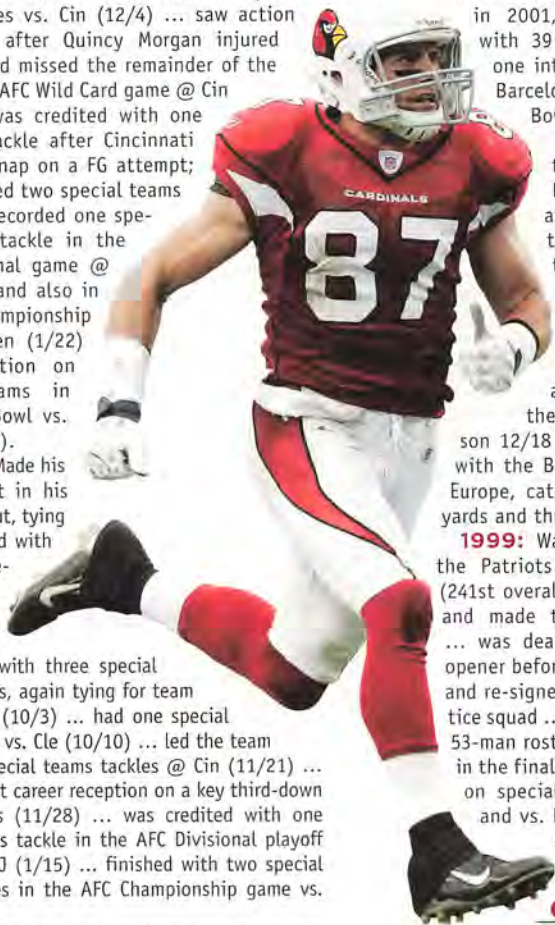 es vs. Cin (12/4) ... saw action
after Quincy Morgan injured
d missed the remainder of the
AFC Wild Card game @ Cin
was credited with one
ackle after Cincinnati
nap on a FG attempt;
ed two special teams
ecorded one spe-
tackle in the
nal game @
and also in
mpionship
en (1/22)
tion on
ams in
Bowl vs.
).
Made his
t in his
ut, tying
d with
e-
with three special
s, again tying for team
(10/3) ... had one special
vs. Cle (10/10) ... led the team
ecial teams tackles @ Cin (11/21) ...
t career reception on a key third-down
s (11/28) ... was credited with one
s tackle in the AFC Divisional playoff
J (1/15) ... finished with two special
es in the AFC Championship game vs.
CARDINALS
87
87
NFL
in 2001,
with 39
one int
Barcelo
Bo
a
t
a
the
son 12/18
with the B
Europe, cat
yards and th
1999: Wa
the Patriots
(241st overal
and made t
... was dea
opener before
and re-signe
tice squad ..
53-man rost
in the final
on special
and vs.